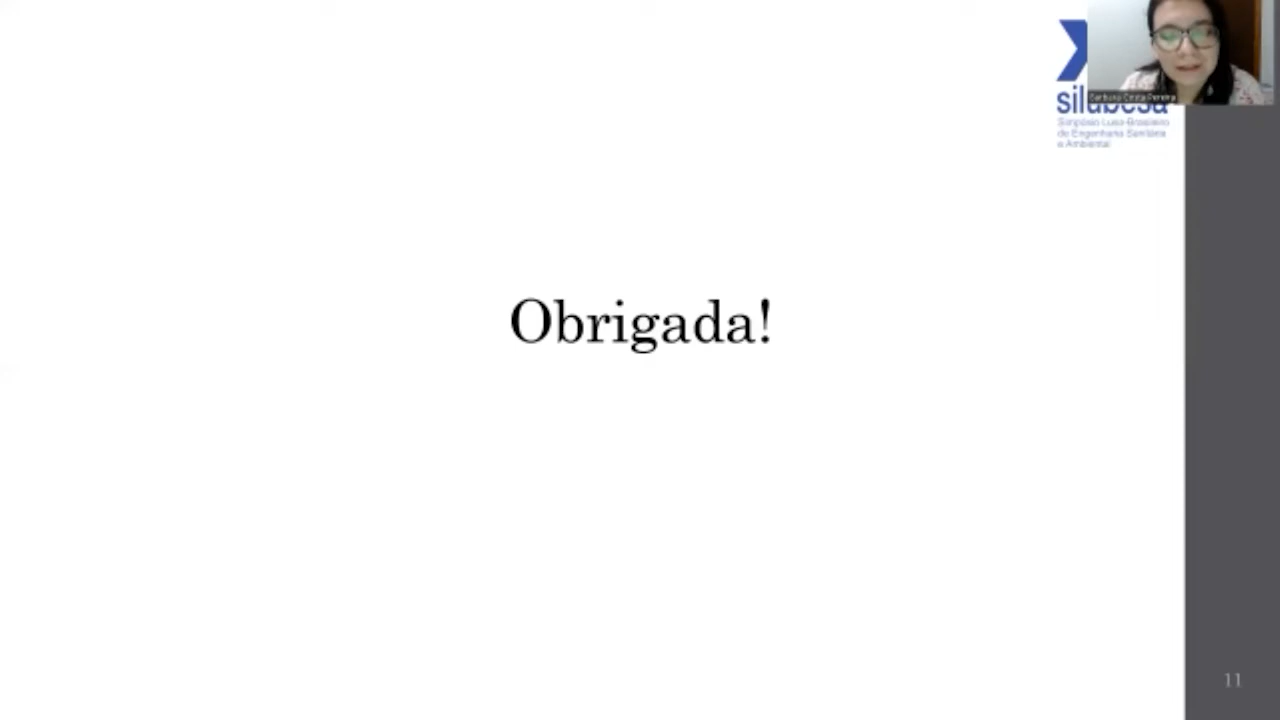 silubesa
Simpósio Luso-Brasileiro
de Engenharia Sanitária
e Ambiental
Obrigada!
11